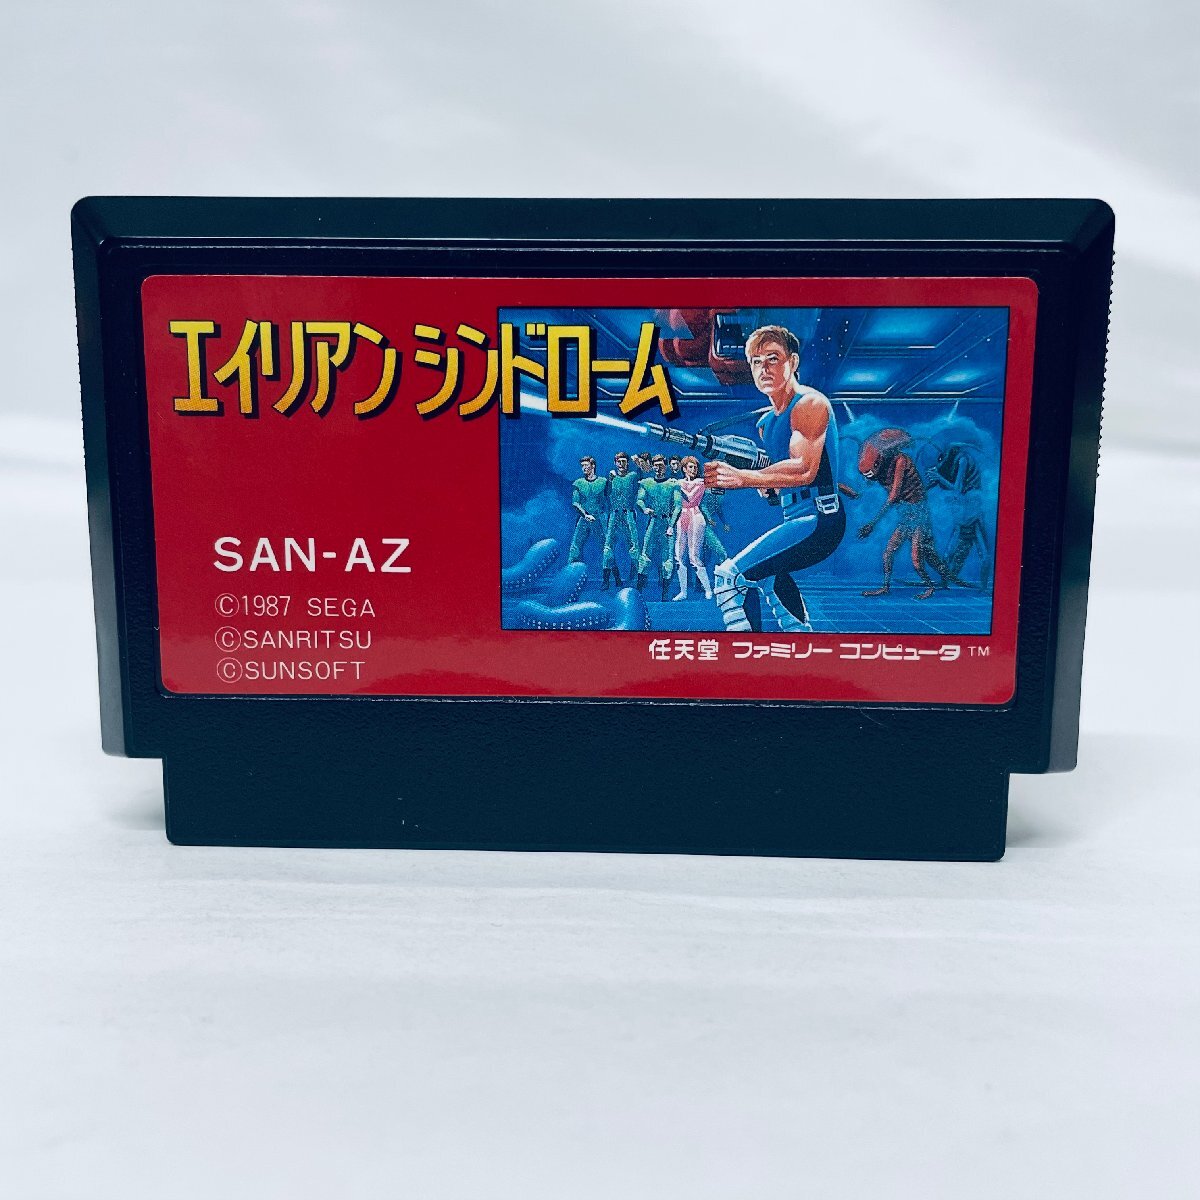 エイリアンシンドローム
SAN-AZ
©1987 SEGA
©SANRITSU
©SUNSOFT
任天堂 ファミリーコンピュータ™